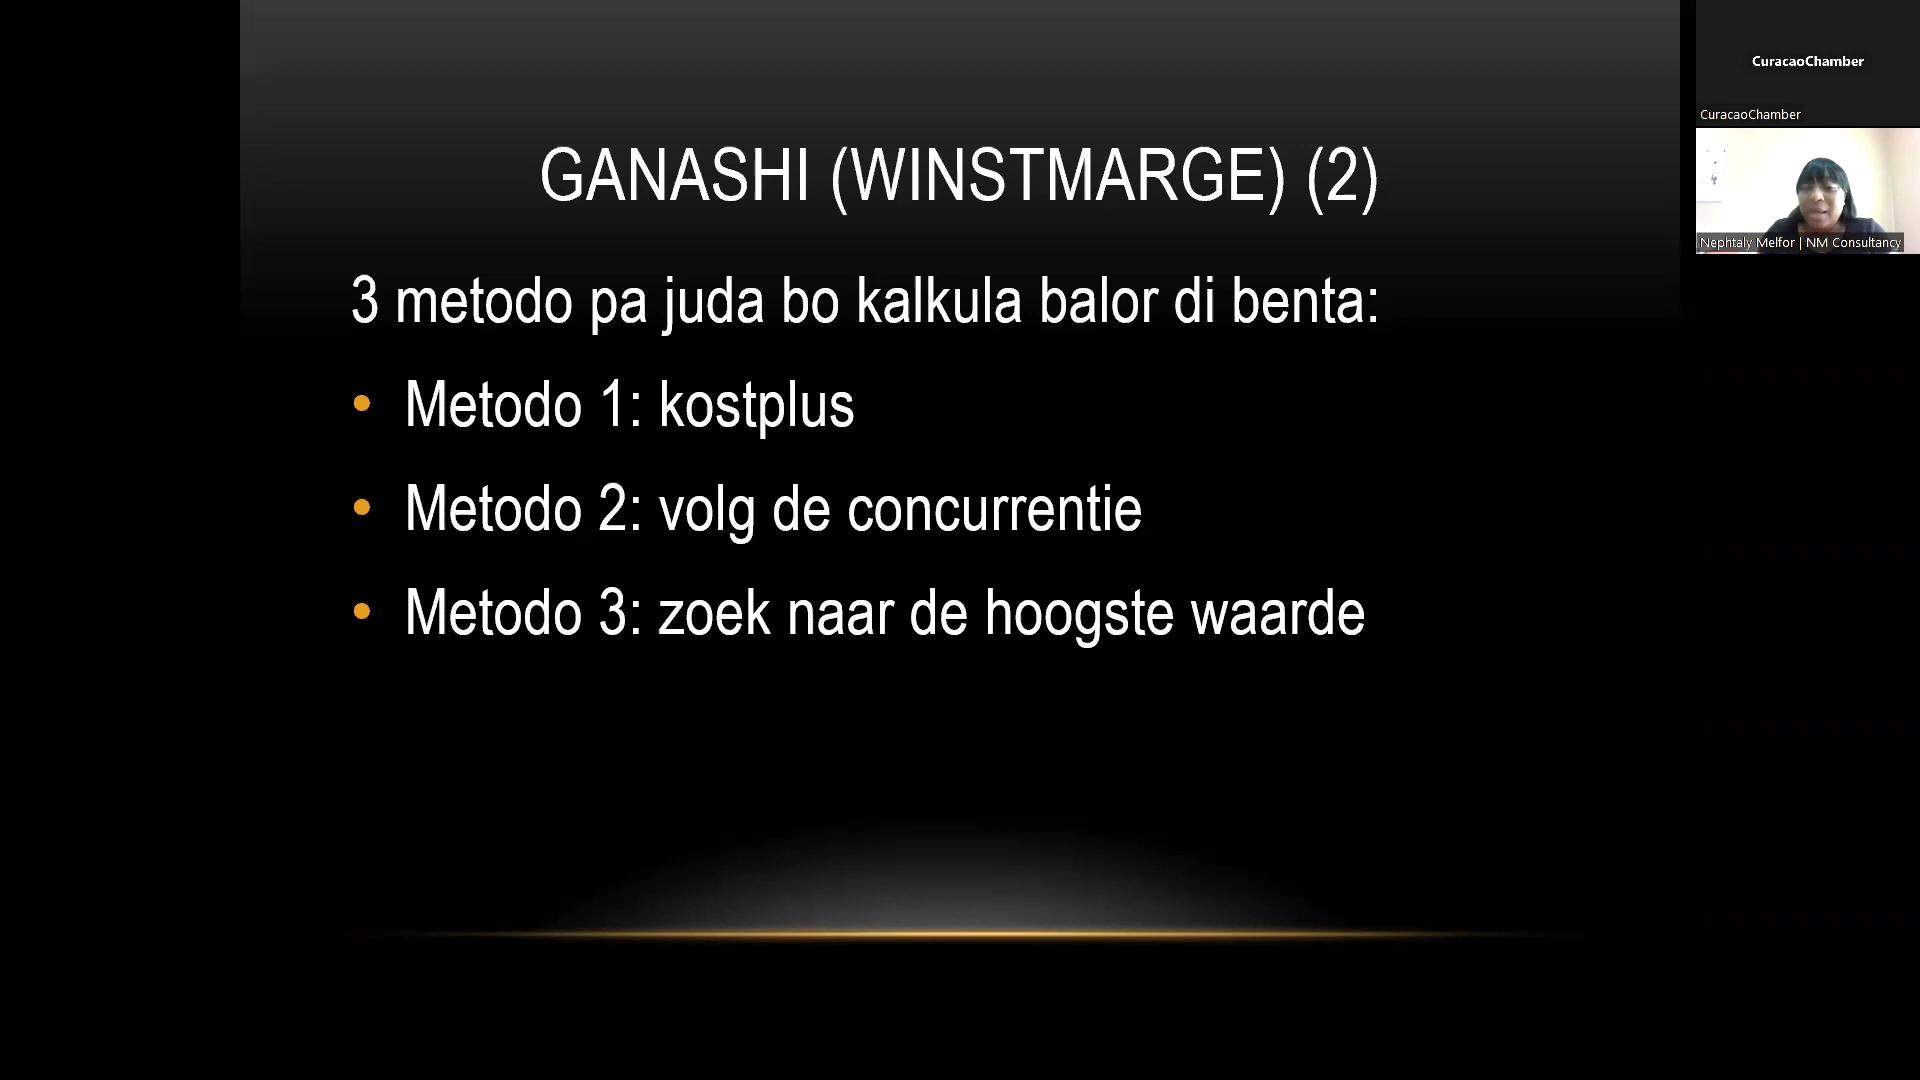 GANASHI (WINSTMARGE) (2)
3 metodo pa juda bo kalkula balor di benta:
• Metodo 1: kostplus
• Metodo 2: volg de concurrentie
• Metodo 3: zoek naar de hoogste waarde
CuracaoChamber
CuracaoChamber
Nephtaly Melfor | NM Consultancy